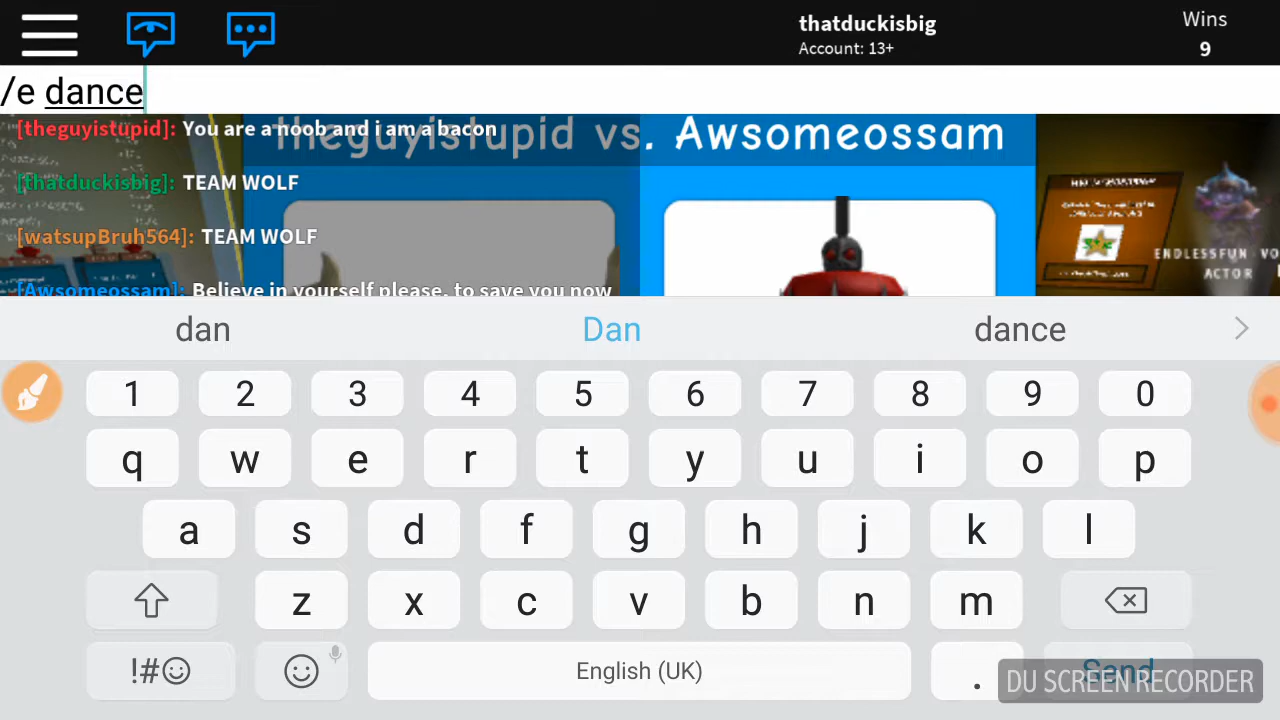 thatduckisbig
Account: 13+
Wins
9
/e dance
theguyistupid vs. Awsomeossam
[theguyistupid]: You are a noob and i am a bacon
[thatduckisbig]: TEAM WOLF
[watsupBruh564]: TEAM WOLF
[Awsomeossam]: Believe in yourself please, to save you now
ENDLESSFUN - VO
ACTOR
dan
Dan
dance
1 2 3 4 5 6 7 8 9 0
q w e r t y u i o p
a s d f g h j k l
z x c v b n m
!#
English (UK)
.
Send
DU SCREEN RECORDER